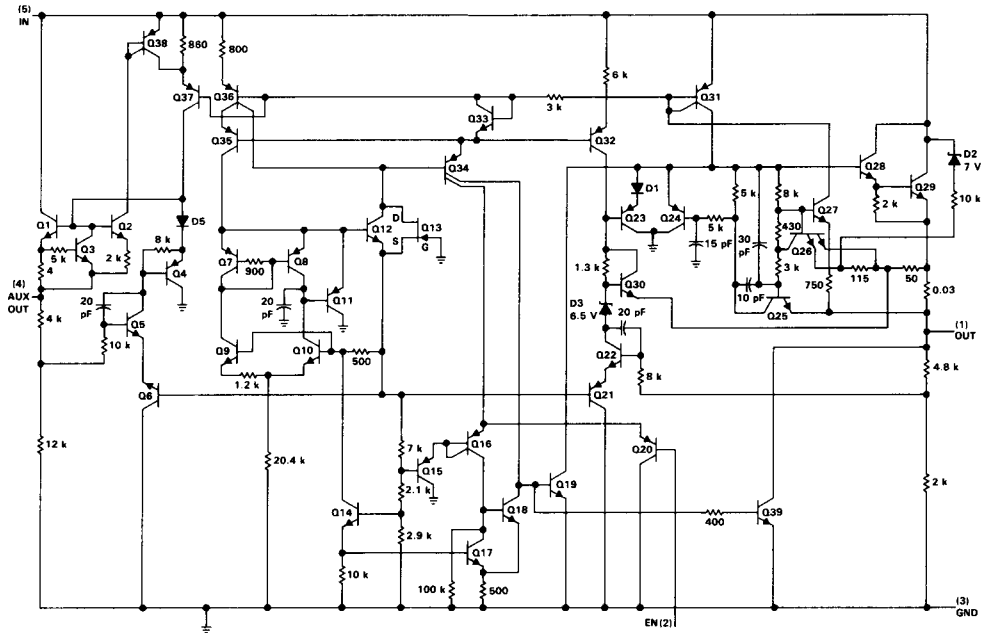 (5)
IN
Q38
860
800
6 k
Q37
Q36
Q33
3 k
Q31
Q35
Q32
Q34
Q28
D2
7 V
Q29
10 k
2 k
D1
5 k
8 k
Q27
Q1
Q2
D5
Q12
D
Q13
S
G
Q23
Q24
5 k
15 pF
30
pF
430
Q26
Q3
5 k
2 k
8 k
Q4
4
Q7
900
Q8
1.3 k
Q30
3 k
115
50
(4)
AUX
OUT
20
pF
20
pF
Q11
D3
6.5 V
20 pF
10 pF
Q25
750
0.03
(1)
OUT
4 k
Q5
10 k
Q9
Q10
500
Q22
8 k
4.8 k
1.2 k
Q6
Q21
12 k
20.4 k
7 k
Q15
Q16
Q20
2.1 k
Q19
2 k
Q14
2.9 k
Q18
400
Q39
Q17
10 k
100 k
500
(3)
GND
EN(2)